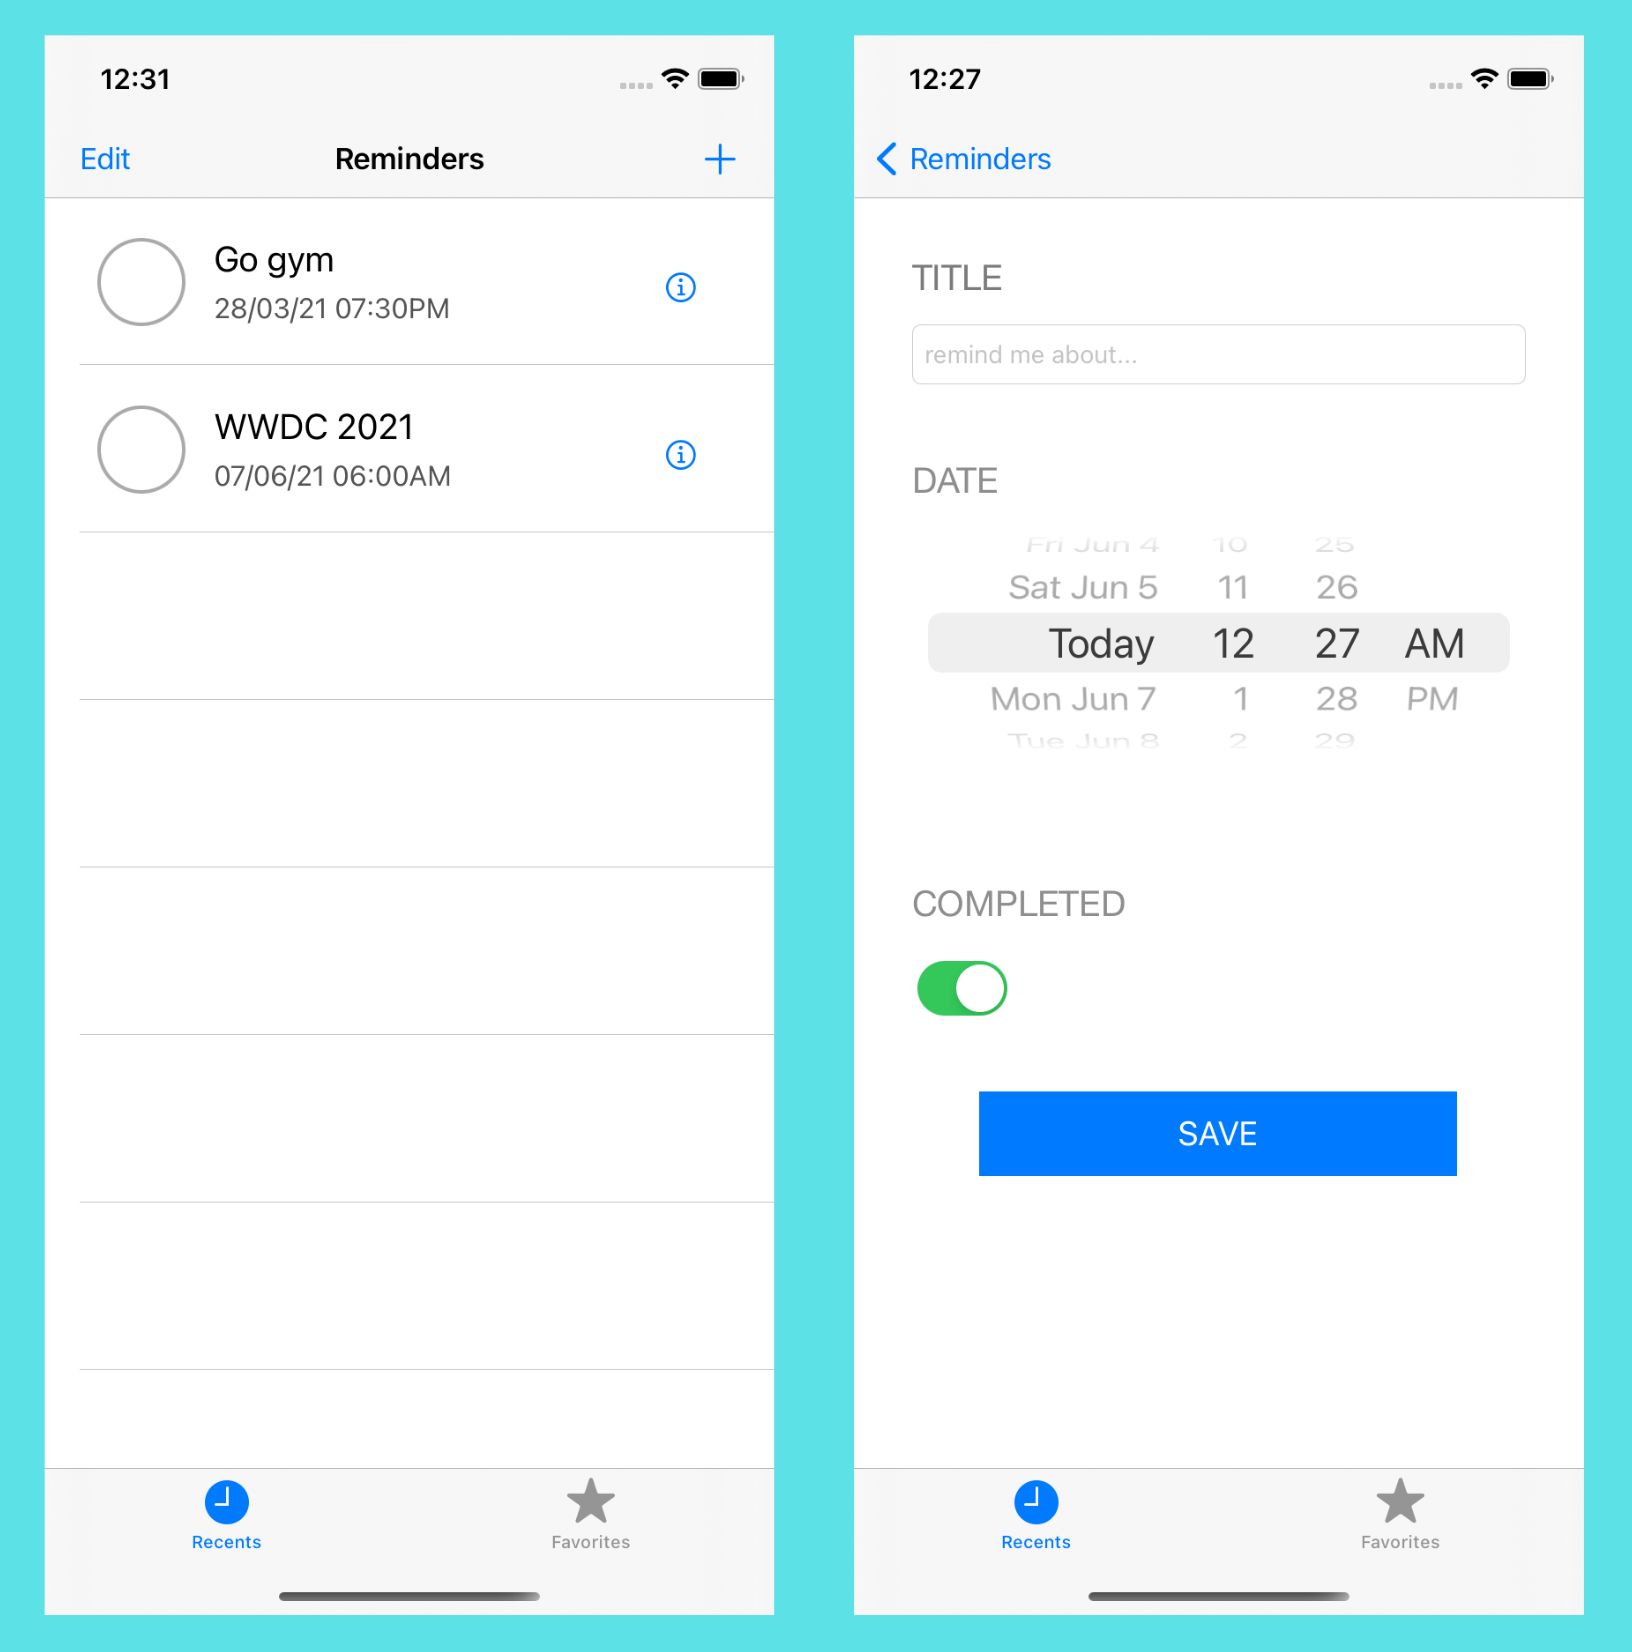 12:31
Edit
Reminders
Go gym
28/03/21 07:30PM
WWDC 2021
07/06/21 06:00AM
Recents
Favorites
12:27
Reminders
TITLE
remind me about...
DATE
Fri Jun 4 10 25
Sat Jun 5 11 26
Today 12 27 AM
Mon Jun 7 1 28 PM
Tue Jun 8 2 29
COMPLETED
SAVE
Recents
Favorites